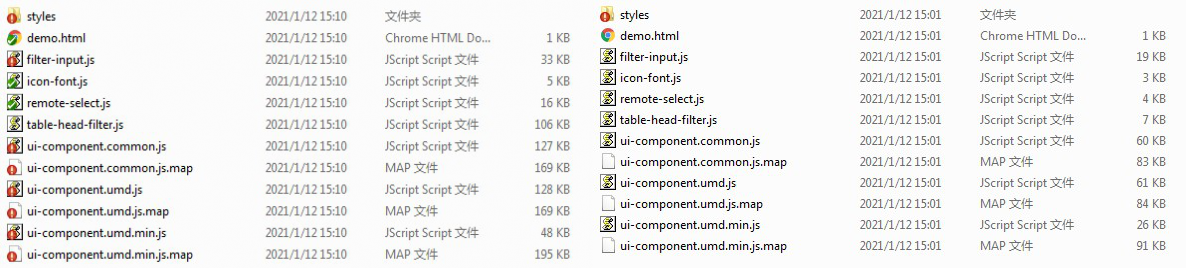 styles 2021/1/12 15:10 文件夹
demo.html 2021/1/12 15:10 Chrome HTML Do... 1 KB
filter-input.js 2021/1/12 15:10 JScript Script 文件 33 KB
icon-font.js 2021/1/12 15:10 JScript Script 文件 5 KB
remote-select.js 2021/1/12 15:10 JScript Script 文件 16 KB
table-head-filter.js 2021/1/12 15:10 JScript Script 文件 106 KB
ui-component.common.js 2021/1/12 15:10 JScript Script 文件 127 KB
ui-component.common.js.map 2021/1/12 15:10 MAP 文件 169 KB
ui-component.umd.js 2021/1/12 15:10 JScript Script 文件 128 KB
ui-component.umd.js.map 2021/1/12 15:10 MAP 文件 169 KB
ui-component.umd.min.js 2021/1/12 15:10 JScript Script 文件 48 KB
ui-component.umd.min.js.map 2021/1/12 15:10 MAP 文件 195 KB
styles 2021/1/12 15:01 文件夹
demo.html 2021/1/12 15:01 Chrome HTML Do... 1 KB
filter-input.js 2021/1/12 15:01 JScript Script 文件 19 KB
icon-font.js 2021/1/12 15:01 JScript Script 文件 3 KB
remote-select.js 2021/1/12 15:01 JScript Script 文件 4 KB
table-head-filter.js 2021/1/12 15:01 JScript Script 文件 7 KB
ui-component.common.js 2021/1/12 15:01 JScript Script 文件 60 KB
ui-component.common.js.map 2021/1/12 15:01 MAP 文件 83 KB
ui-component.umd.js 2021/1/12 15:01 JScript Script 文件 61 KB
ui-component.umd.js.map 2021/1/12 15:01 MAP 文件 84 KB
ui-component.umd.min.js 2021/1/12 15:01 JScript Script 文件 26 KB
ui-component.umd.min.js.map 2021/1/12 15:01 MAP 文件 91 KB